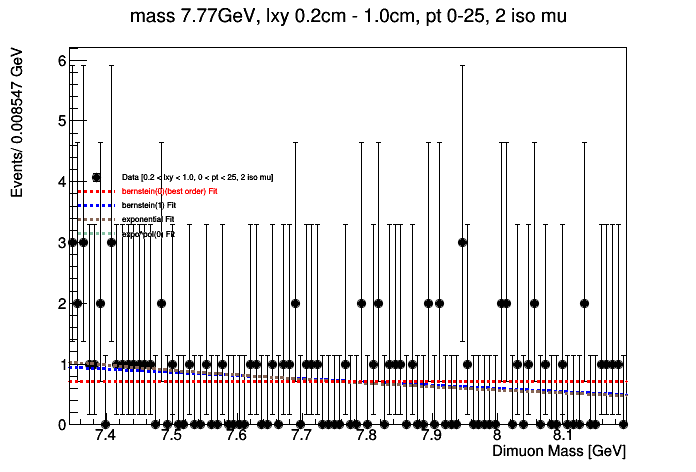 mass 7.77GeV, lxy 0.2cm - 1.0cm, pt 0-25, 2 iso mu
Events/ 0.008547 GeV
6
5
4
3
2
1
0
Data [0.2 < lxy < 1.0, 0 < pt < 25, 2 iso mu]
bernstein(0)(best order) Fit
bernstein(1) Fit
exponential Fit
expo*pol(0) Fit
7.4 7.5 7.6 7.7 7.8 7.9 8 8.1
Dimuon Mass [GeV]